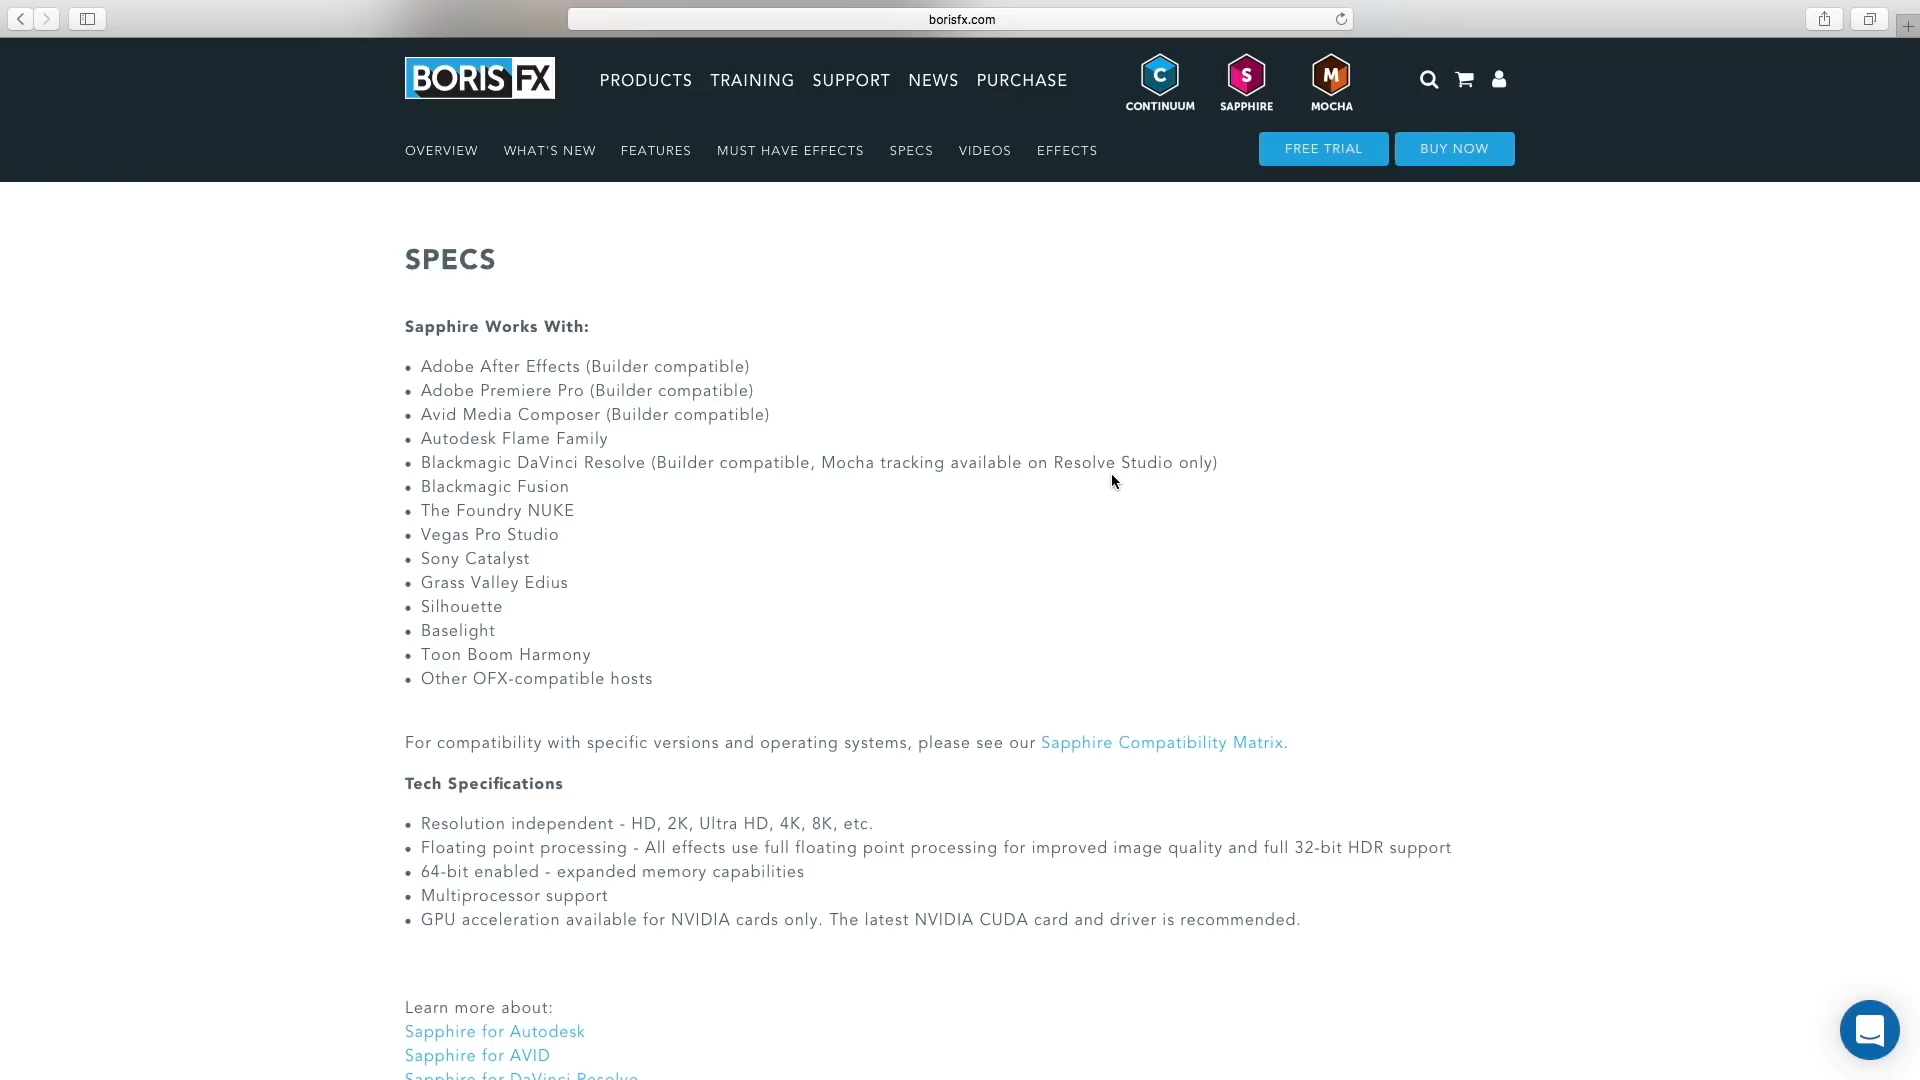 borisfx.com
BORIS FX
PRODUCTS TRAINING SUPPORT NEWS PURCHASE
C CONTINUUM
S SAPPHIRE
M MOCHA
OVERVIEW WHAT'S NEW FEATURES MUST HAVE EFFECTS SPECS VIDEOS EFFECTS
FREE TRIAL BUY NOW
SPECS
Sapphire Works With:
• Adobe After Effects (Builder compatible)
• Adobe Premiere Pro (Builder compatible)
• Avid Media Composer (Builder compatible)
• Autodesk Flame Family
• Blackmagic DaVinci Resolve (Builder compatible, Mocha tracking available on Resolve Studio only)
• Blackmagic Fusion
• The Foundry NUKE
• Vegas Pro Studio
• Sony Catalyst
• Grass Valley Edius
• Silhouette
• Baselight
• Toon Boom Harmony
• Other OFX-compatible hosts
For compatibility with specific versions and operating systems, please see our Sapphire Compatibility Matrix.
Tech Specifications
• Resolution independent - HD, 2K, Ultra HD, 4K, 8K, etc.
• Floating point processing - All effects use full floating point processing for improved image quality and full 32-bit HDR support
• 64-bit enabled - expanded memory capabilities
• Multiprocessor support
• GPU acceleration available for NVIDIA cards only. The latest NVIDIA CUDA card and driver is recommended.
Learn more about:
Sapphire for Autodesk
Sapphire for AVID
Sapphire for DaVinci Resolve